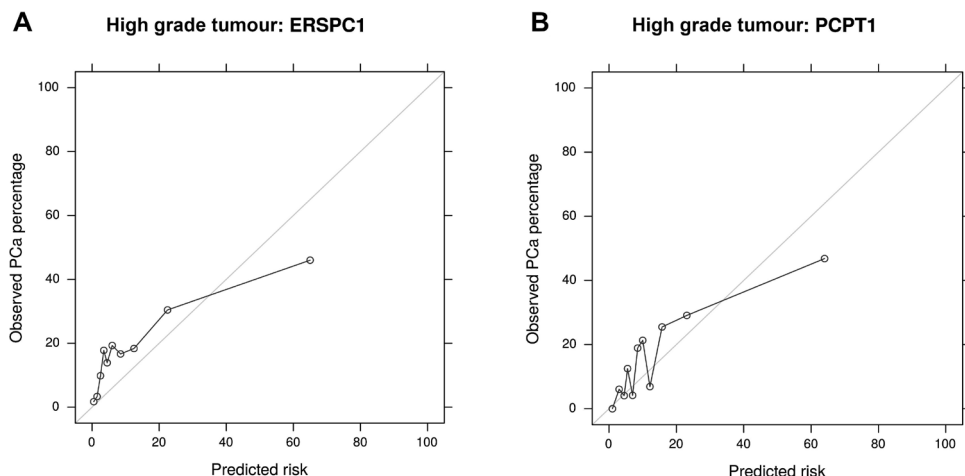 A
High grade tumour: ERSPC1
Observed PCa percentage
100
80
60
40
20
0
0 20 40 60 80 100
Predicted risk
B
High grade tumour: PCPT1
Observed PCa percentage
100
80
60
40
20
0
0 20 40 60 80 100
Predicted risk